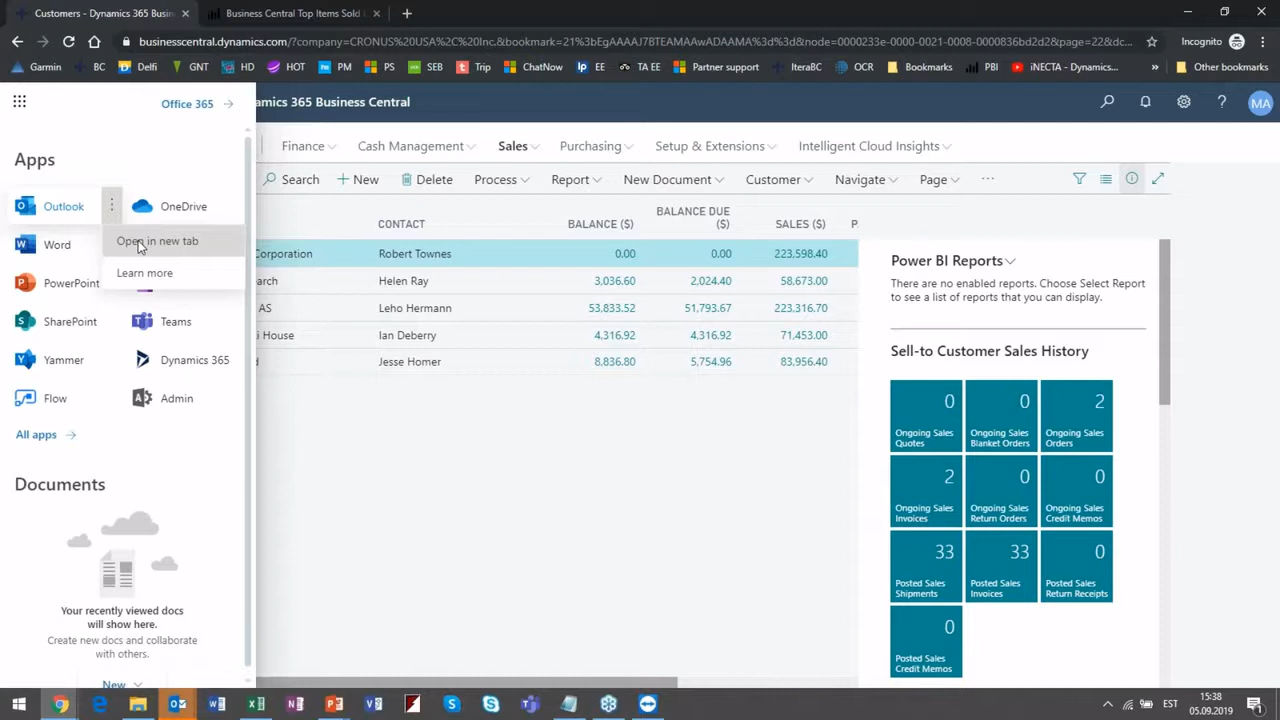 Customers - Dynamics 365 Busine
Business Central Top Items Sold
businesscentral.dynamics.com/?company=CRONUS%20USA%2C%20Inc.&bookmark=21%3bEgAAAAJ7BTEAMAAwADAAMA%3d%3d&node=0000233e-0000-0021-0008-0000836bd2d2&page=22&dc...
Incognito
Garmin
BC
Delfi
GNT
HD
HOT
PM
PS
SEB
Trip
ChatNow
EE
TA EE
Partner support
IteraBC
OCR
Bookmarks
PBI
iNECTA - Dynamics...
Other bookmarks
Office 365
namics 365 Business Central
MA
Apps
Finance
Cash Management
Sales
Purchasing
Setup & Extensions
Intelligent Cloud Insights
Search
New
Delete
Process
Report
New Document
Customer
Navigate
Page
Outlook
OneDrive
Open in new tab
Word
Learn more
PowerPoint
SharePoint
Teams
Yammer
Dynamics 365
Flow
Admin
All apps
Documents
Your recently viewed docs
will show here.
Create new docs and collaborate
with others.
New
CONTACT
BALANCE ($)
BALANCE DUE
($)
SALES ($)
P
Corporation Robert Townes 0.00 0.00 223,598.40
arch Helen Ray 3,036.60 2,024.40 58,673.00
AS Leho Hermann 53,833.52 51,793.67 223,316.70
i House Ian Deberry 4,316.92 4,316.92 71,453.00
d Jesse Homer 8,836.80 5,754.96 83,956.40
Power BI Reports
There are no enabled reports. Choose Select Report
to see a list of reports that you can display.
Sell-to Customer Sales History
0
Ongoing Sales
Quotes
0
Ongoing Sales
Blanket Orders
2
Ongoing Sales
Orders
2
Ongoing Sales
Invoices
0
Ongoing Sales
Return Orders
0
Ongoing Sales
Credit Memos
33
Posted Sales
Shipments
33
Posted Sales
Invoices
0
Posted Sales
Return Receipts
0
Posted Sales
Credit Memos
EST
15:38
05.09.2019